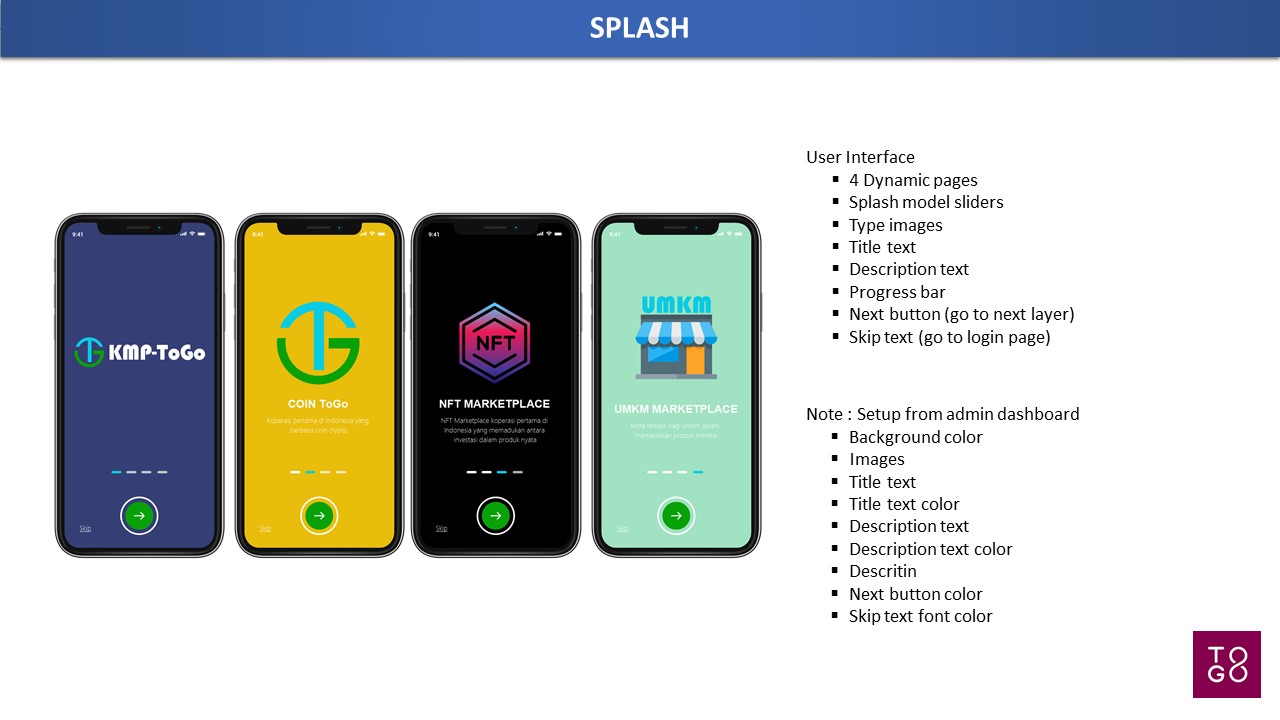 SPLASH
9:41
KMP-ToGo
Skip
9:41
COIN ToGo
Koperasi pertama di Indonesia yang
berbasis coin crypto
Skip
9:41
NFT
NFT MARKETPLACE
NFT Marketplace koperasi pertama di
Indonesia yang memadukan antara
investasi dalam produk nyata
Skip
9:41
UMKM
UMKM MARKETPLACE
Mitra terbaik bagi umkm dalam
memasarkan produk mereka
Skip
User Interface
▪ 4 Dynamic pages
▪ Splash model sliders
▪ Type images
▪ Title text
▪ Description text
▪ Progress bar
▪ Next button (go to next layer)
▪ Skip text (go to login page)
Note : Setup from admin dashboard
▪ Background color
▪ Images
▪ Title text
▪ Title text color
▪ Description text
▪ Description text color
▪ Descritin
▪ Next button color
▪ Skip text font color
TO
GO